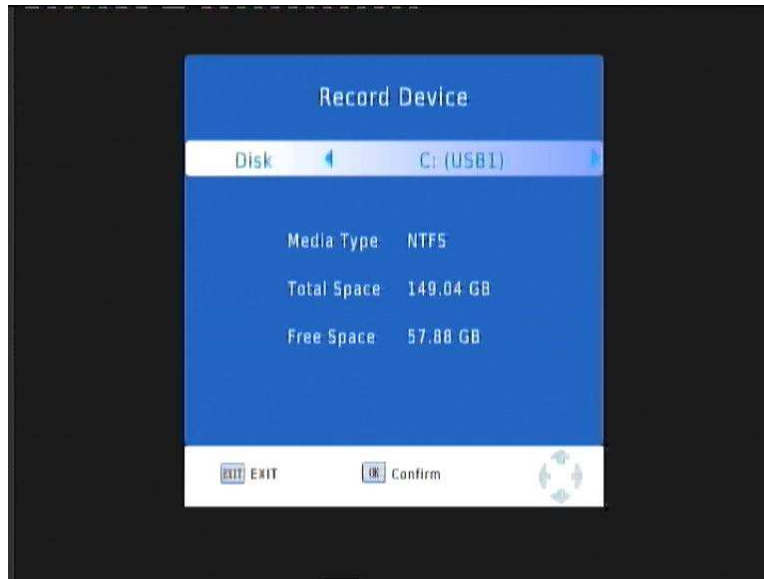 Record Device
Disk C: (USB1)
Media Type NTFS
Total Space 149.04 GB
Free Space 57.88 GB
EXIT EXIT OK Confirm